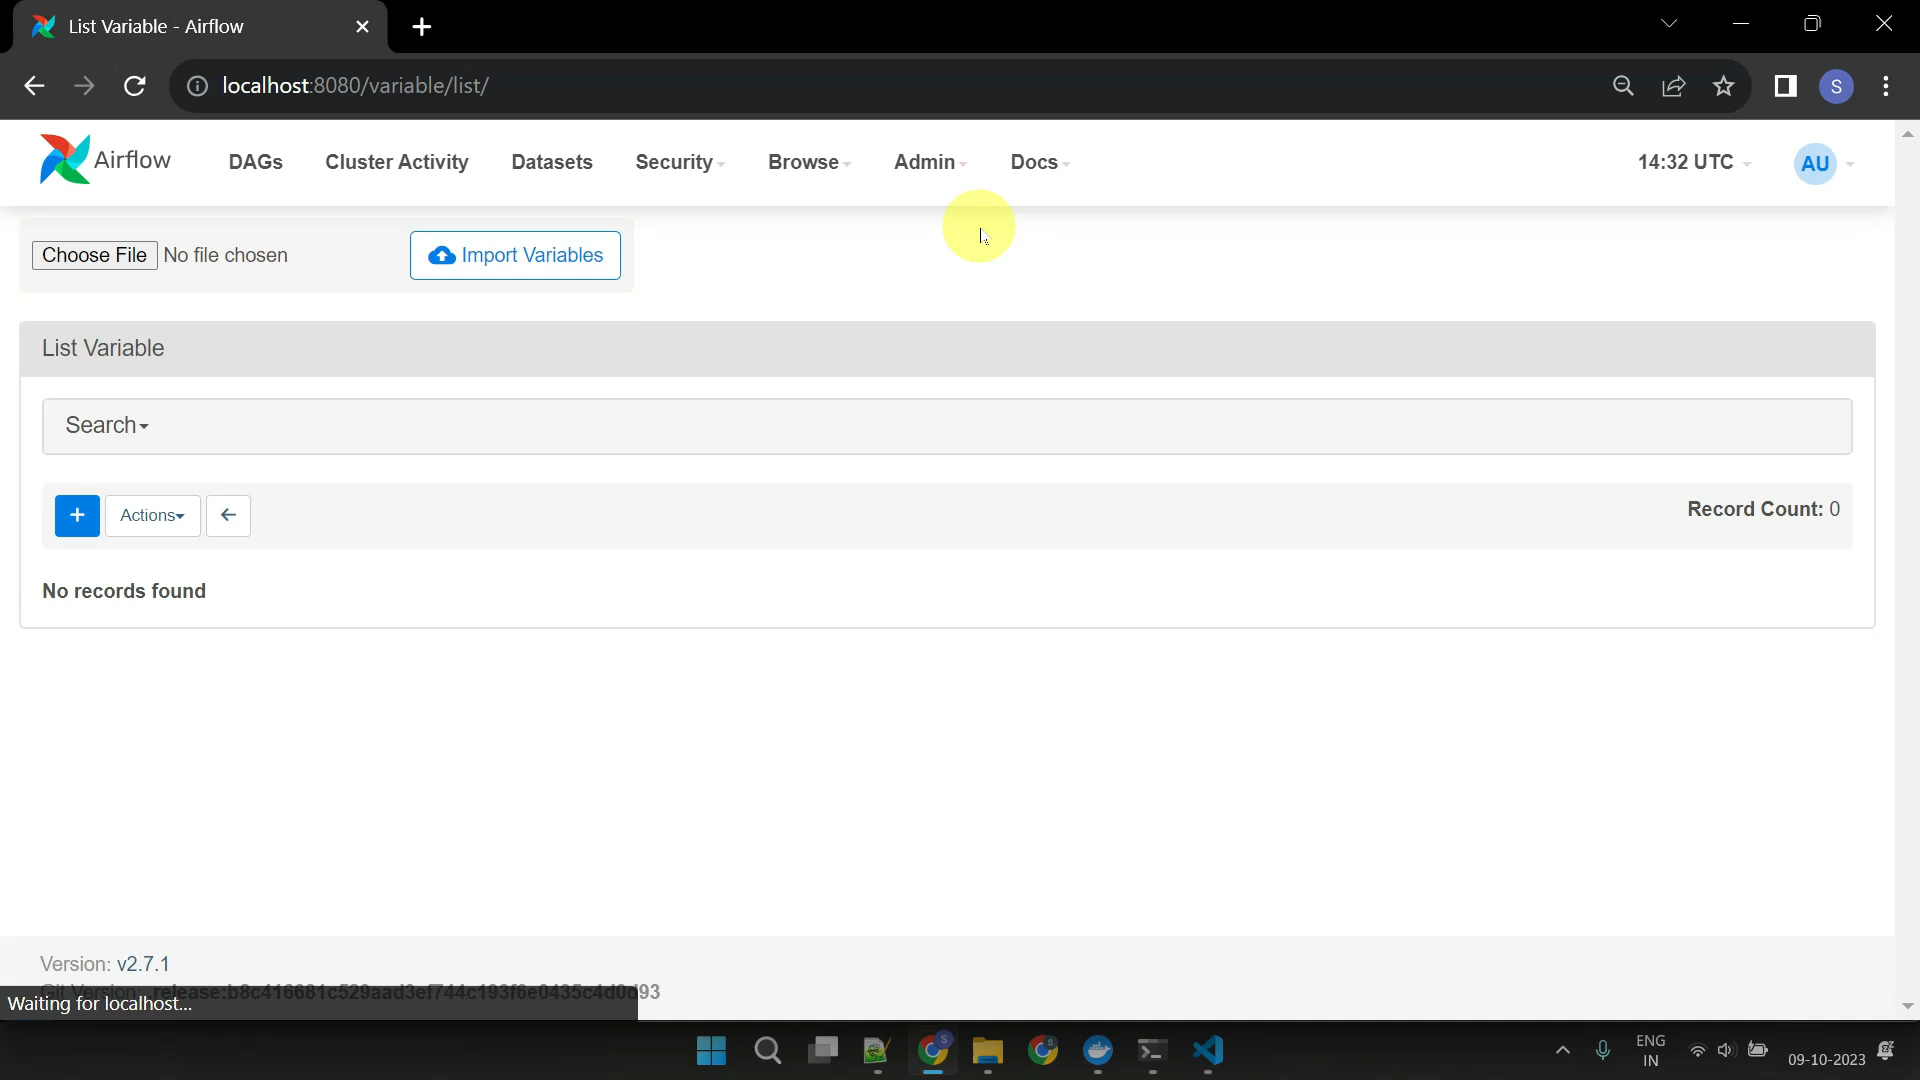 List Variable - Airflow
localhost:8080/variable/list/
S
Airflow DAGs Cluster Activity Datasets Security Browse Admin Docs 14:32 UTC AU
Choose File No file chosen Import Variables
List Variable
Search
Actions Record Count: 0
No records found
Version: v2.7.1
Git Version: release:b8c416681c529aad3ef744c193f6e0435c4d0d93
Waiting for localhost...
ENG
IN
09-10-2023